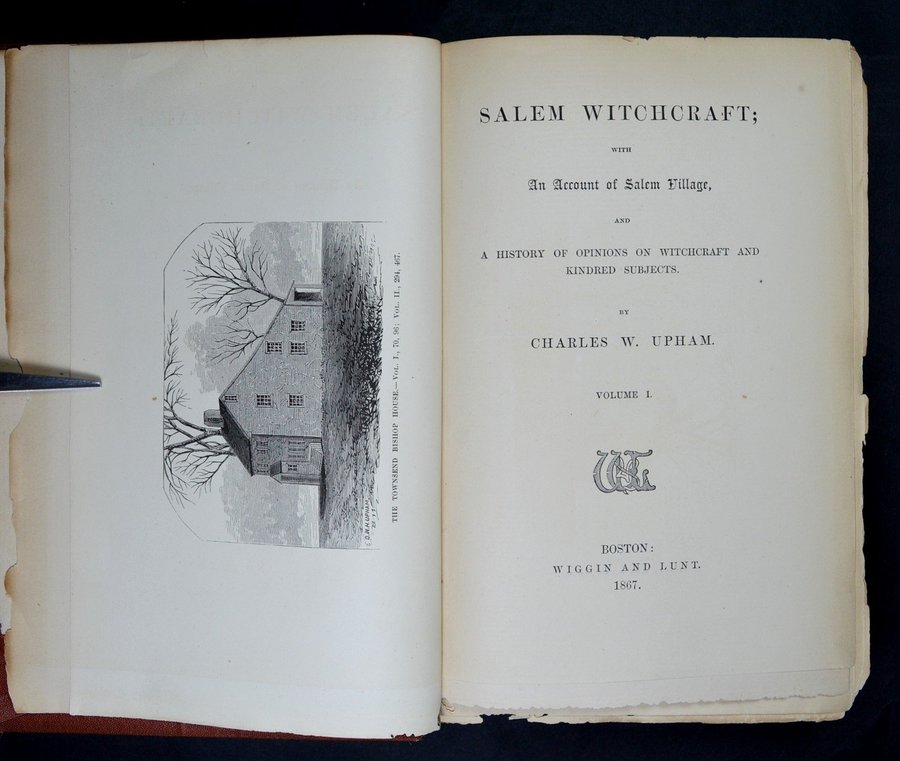 THE TOWNSEND BISHOP HOUSE.—VOL. I., 70, 96; VOL. II., 294, 467.
SALEM WITCHCRAFT;
WITH
An Account of Salem Village,
AND
A HISTORY OF OPINIONS ON WITCHCRAFT AND
KINDRED SUBJECTS.
BY
CHARLES W. UPHAM.
VOLUME I.
BOSTON:
WIGGIN AND LUNT.
1867.